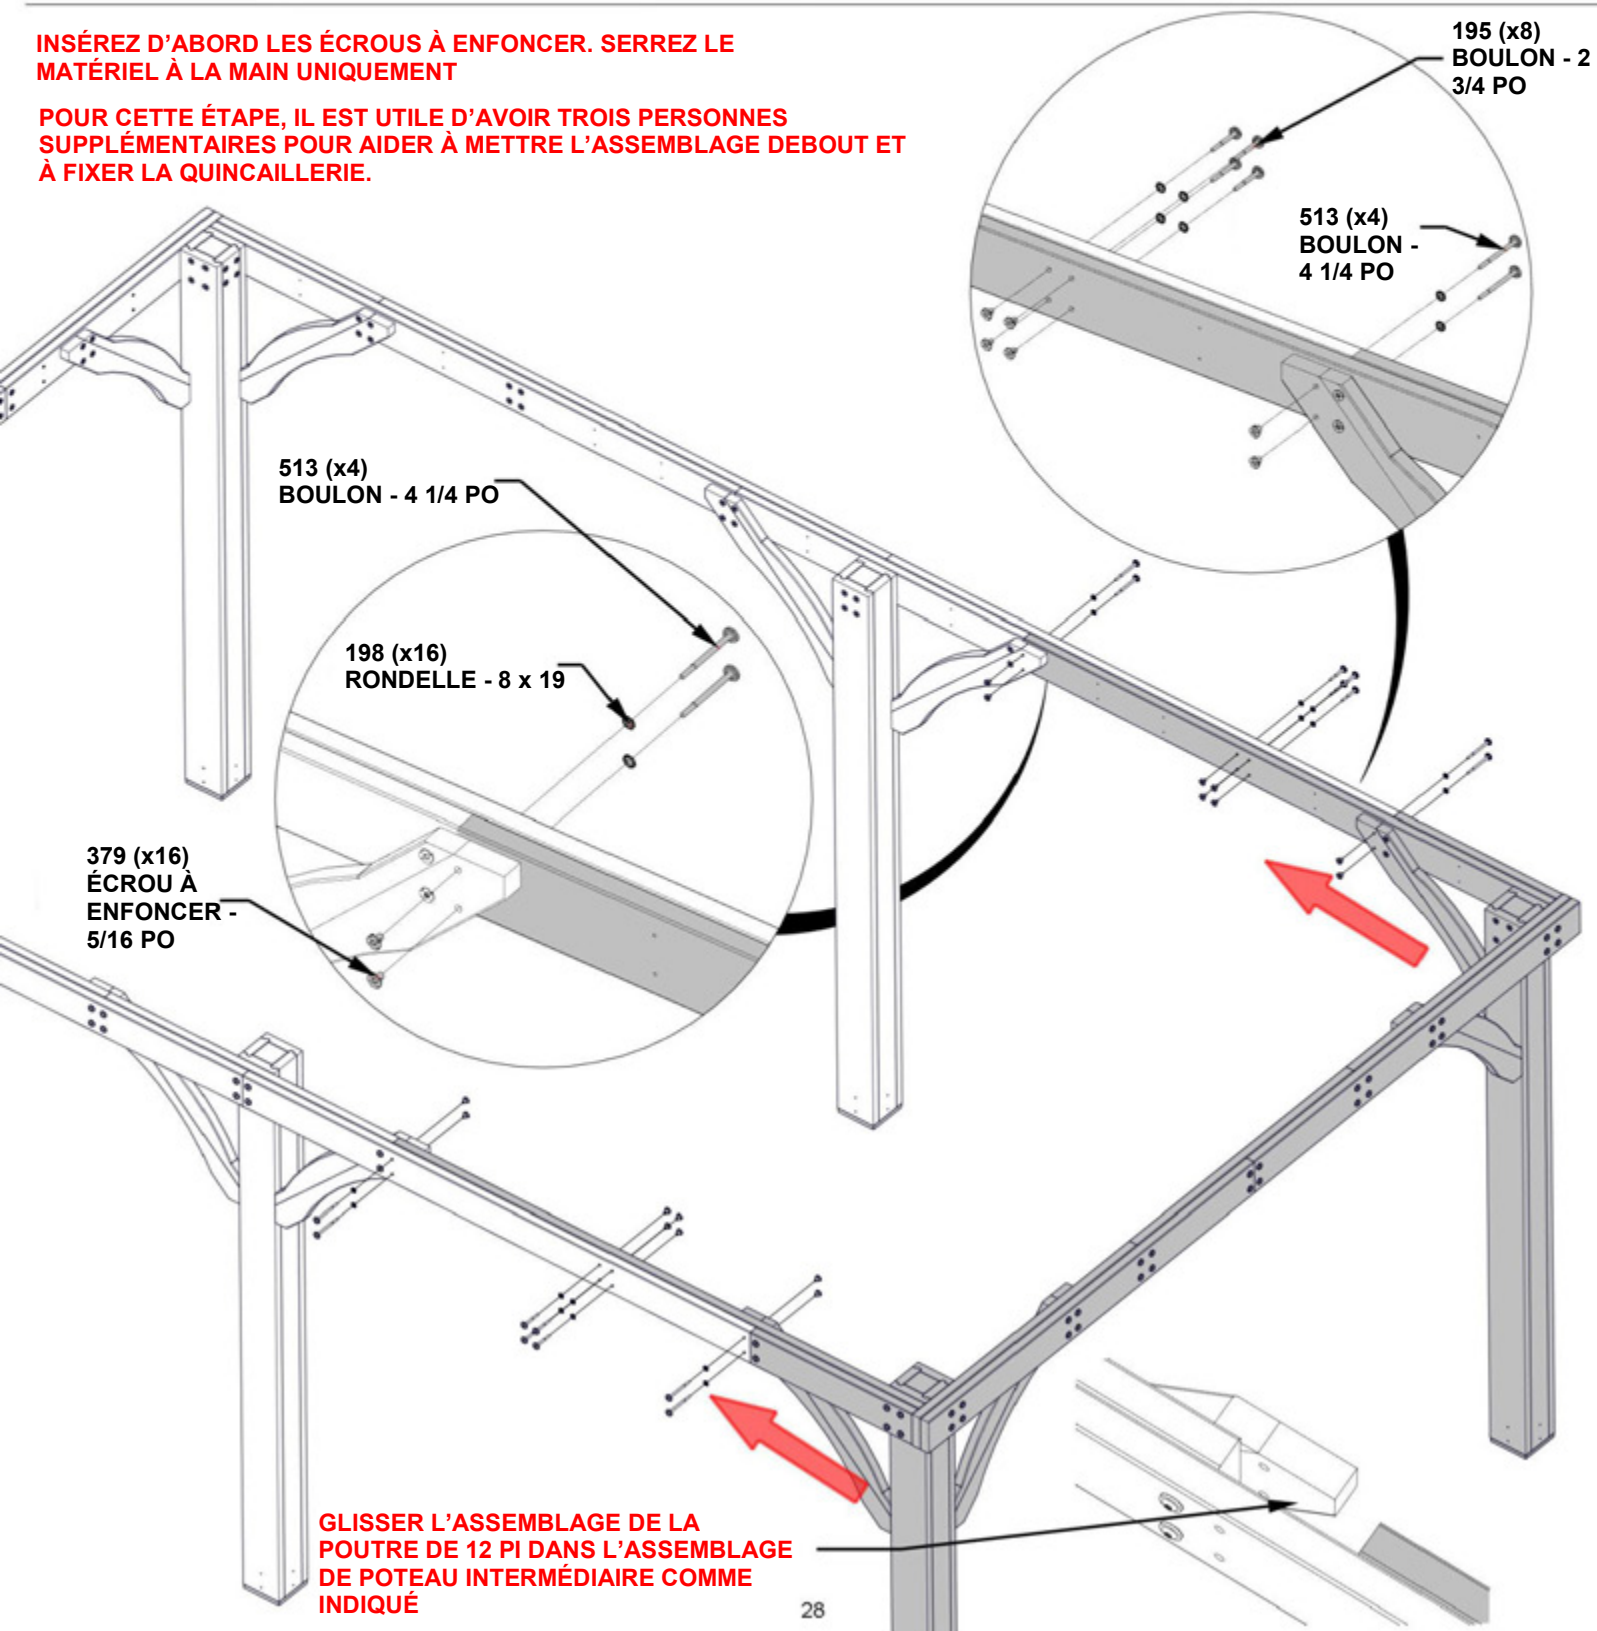 INSÉREZ D'ABORD LES ÉCROUS À ENFONCER. SERREZ LE
MATÉRIEL À LA MAIN UNIQUEMENT
POUR CETTE ÉTAPE, IL EST UTILE D'AVOIR TROIS PERSONNES
SUPPLÉMENTAIRES POUR AIDER À METTRE L'ASSEMBLAGE DEBOUT ET
À FIXER LA QUINCAILLERIE.
195 (x8)
BOULON - 2
3/4 PO
513 (x4)
BOULON -
4 1/4 PO
513 (x4)
BOULON - 4 1/4 PO
198 (x16)
RONDELLE - 8 x 19
379 (x16)
ÉCROU À
ENFONCER -
5/16 PO
GLISSER L'ASSEMBLAGE DE LA
POUTRE DE 12 PI DANS L'ASSEMBLAGE
DE POTEAU INTERMÉDIAIRE COMME
INDIQUÉ
28